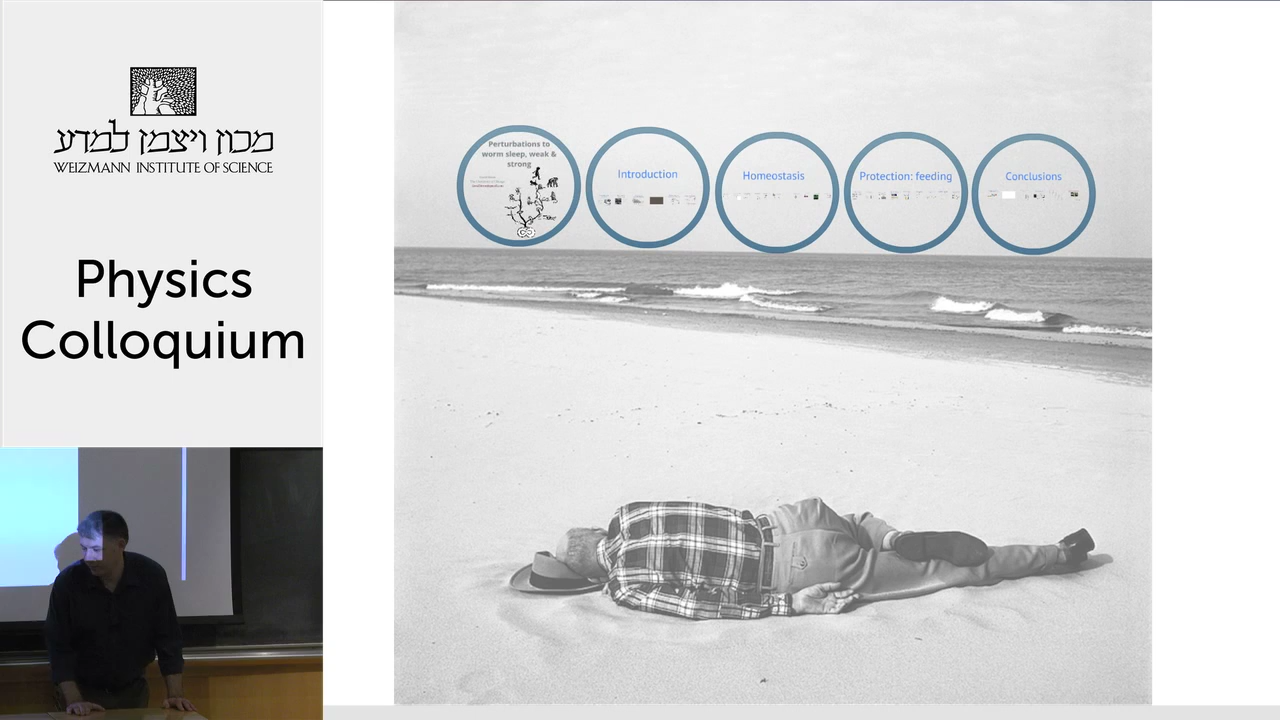 מכון ויצמן למדע
WEIZMANN INSTITUTE OF SCIENCE
Physics
Colloquium
Perturbations to
worm sleep, weak &
strong
Introduction
Homeostasis
Protection: feeding
Conclusions